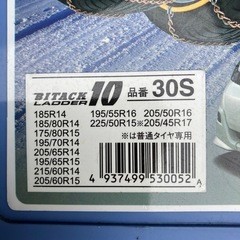 BITACK LADDER 10 品番 30S
185R14 195/55R16 205/50R16
185/80R14 225/50R15 ※205/45R17
175/80R15 ※は普通タイヤ専用
195/70R14
205/65R14
195/65R15
215/60R14
205/60R15
4 937499 530052 A